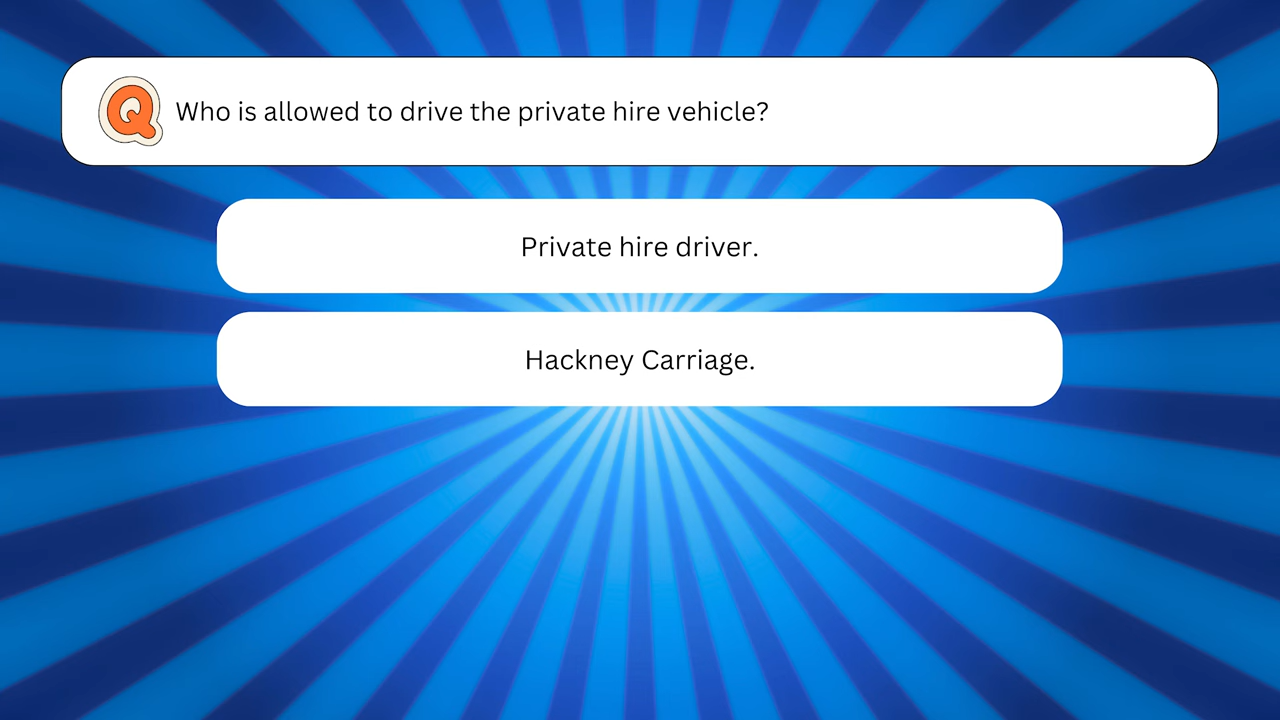 Q Who is allowed to drive the private hire vehicle?
Private hire driver.
Hackney Carriage.